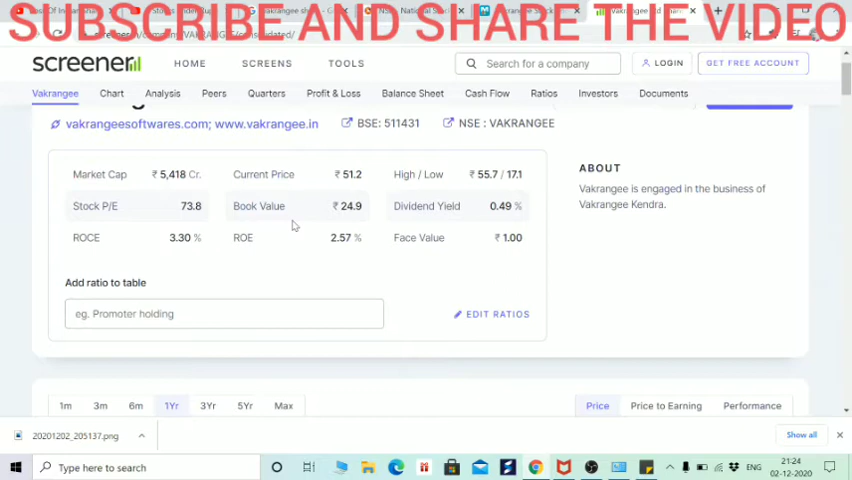 SUBSCRIBE AND SHARE THE VIDEO
screener HOME SCREENS TOOLS Search for a company LOGIN GET FREE ACCOUNT
Vakrangee Chart Analysis Peers Quarters Profit & Loss Balance Sheet Cash Flow Ratios Investors Documents
vakrangeesoftwares.com; www.vakrangee.in BSE: 511431 NSE : VAKRANGEE
Market Cap ₹ 5,418 Cr. Current Price ₹ 51.2 High / Low ₹ 55.7 / 17.1
Stock P/E 73.8 Book Value ₹ 24.9 Dividend Yield 0.49 %
ROCE 3.30 % ROE 2.57 % Face Value ₹ 1.00
ABOUT
Vakrangee is engaged in the business of
Vakrangee Kendra.
Add ratio to table
eg. Promoter holding EDIT RATIOS
1m 3m 6m 1Yr 3Yr 5Yr Max Price Price to Earning Performance
20201202_205137.png Show all
Type here to search ENG 21:24
02-12-2020